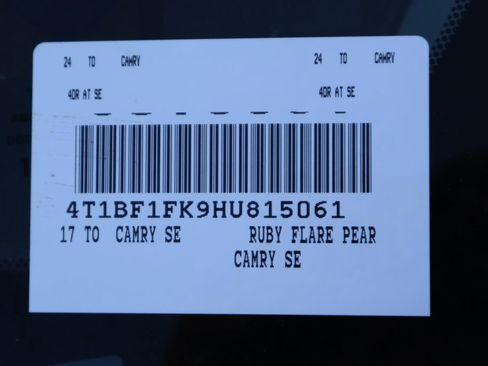 24 TO CAMRY 24 TO CAMRY
4DR AT SE 4DR AT SE
4T1BF1FK9HU815061
17 TO CAMRY SE RUBY FLARE PEAR
CAMRY SE